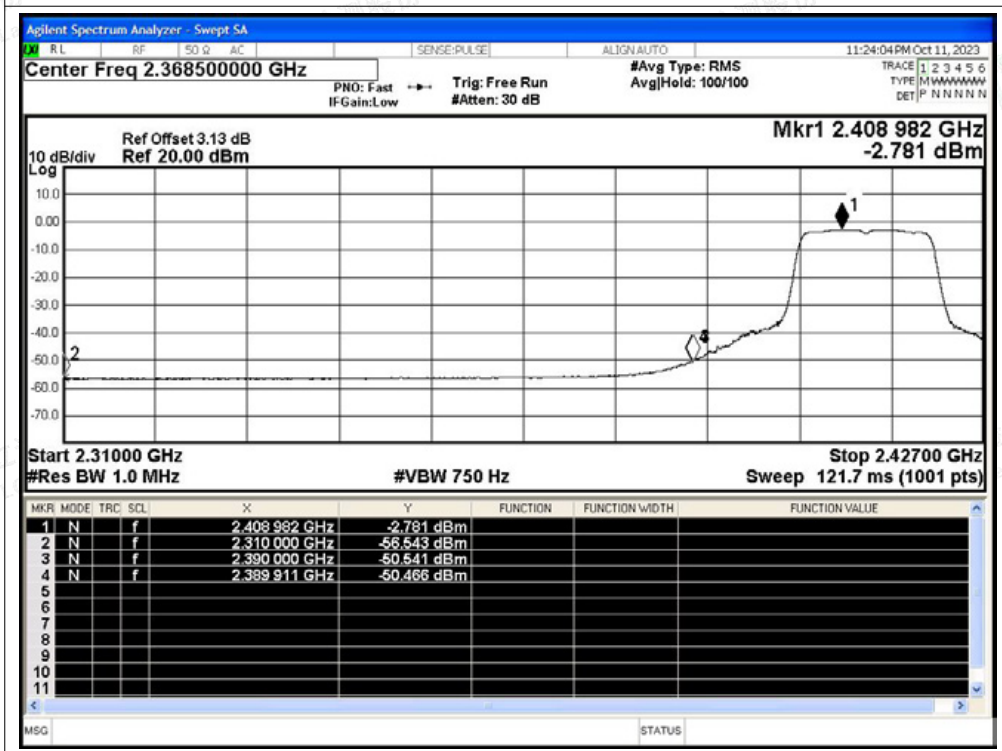 Agilent Spectrum Analyzer - Swept SA
RL RF 50 Ω AC SENSE:PULSE ALIGN AUTO 11:24:04 PM Oct 11, 2023
Center Freq 2.368500000 GHz #Avg Type: RMS TRACE 1 2 3 4 5 6
PNO: Fast Trig: Free Run Avg|Hold: 100/100 TYPE MWWWWW
IFGain:Low #Atten: 30 dB DET P N N N N N
Mkr1 2.408 982 GHz
Ref Offset 3.13 dB
10 dB/div Ref 20.00 dBm -2.781 dBm
Log
10.0
1
0.00
-10.0
-20.0
-30.0
-40.0
4
-50.0
2
-60.0
-70.0
Start 2.31000 GHz Stop 2.42700 GHz
#Res BW 1.0 MHz #VBW 750 Hz Sweep 121.7 ms (1001 pts)
MKR MODE TRC SCL X Y FUNCTION FUNCTION WIDTH FUNCTION VALUE
1 N f 2.408 982 GHz -2.781 dBm
2 N f 2.310 000 GHz -56.543 dBm
3 N f 2.390 000 GHz -50.541 dBm
4 N f 2.389 911 GHz -50.466 dBm
5
6
7
8
9
10
11
MSG STATUS